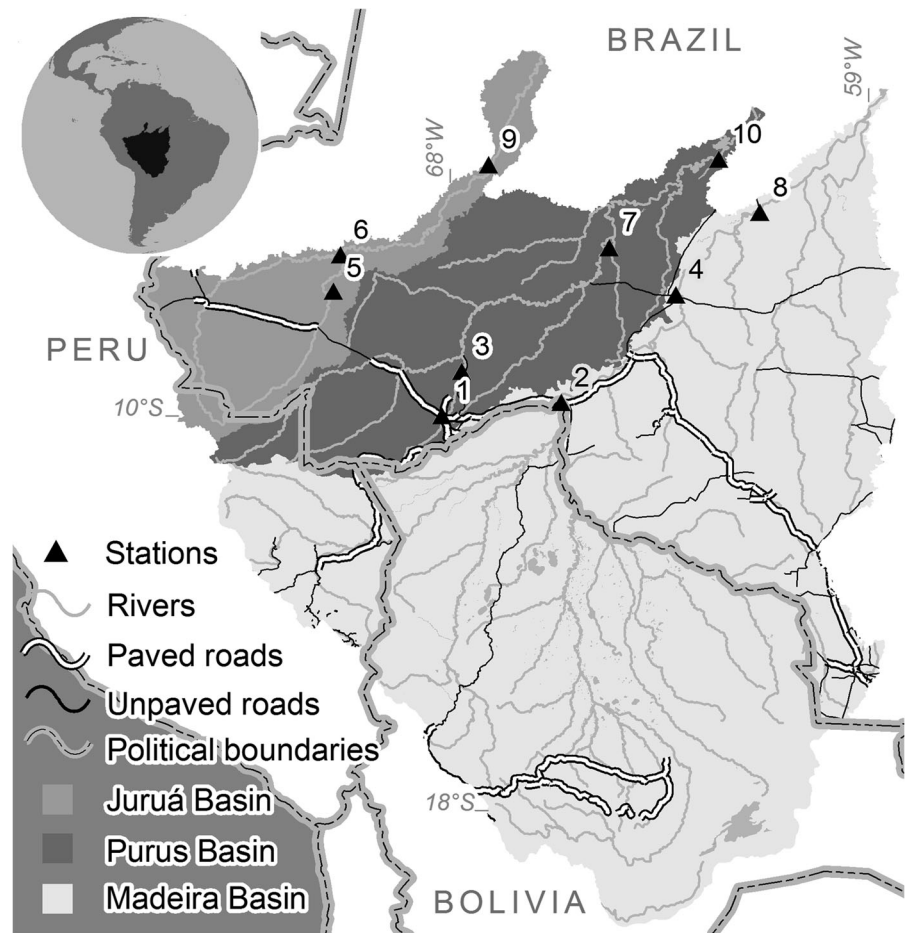 BRAZIL
59°W
10
9
68°W
8
6
7
5
4
PERU
3
10°S
1
2
Stations
Rivers
Paved roads
Unpaved roads
Political boundaries
Juruá Basin
18°S
Purus Basin
Madeira Basin
BOLIVIA